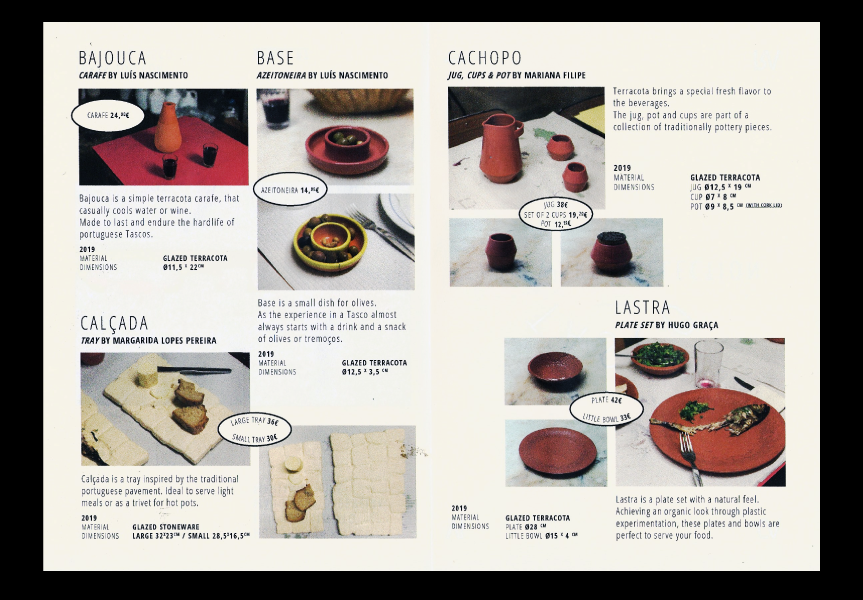 BAJOUCA
CARAFE BY LUÍS NASCIMENTO
CARAFE 24,
Bajouca is a simple terracota carafe, that
casually cools water or wine.
Made to last and endure the hardlife of
portuguese Tascos.
2019
MATERIAL GLAZED TERRACOTA
DIMENSIONS Ø11,5 X 22CM
BASE
AZEITONEIRA BY LUÍS NASCIMENTO
AZEITONEIRA 14,
Base is a small dish for olives.
As the experience in a Tasco almost
always starts with a drink and a snack
of olives or tremoços.
2019
MATERIAL GLAZED TERRACOTA
DIMENSIONS Ø12,5 X 3,5 CM
CALÇADA
TRAY BY MARGARIDA LOPES PEREIRA
LARGE TRAY 36€
SMALL TRAY 30€
Calçada is a tray inspired by the traditional
portuguese pavement. Ideal to serve light
meals or as a trivet for hot pots.
2019
MATERIAL GLAZED STONEWARE
DIMENSIONS LARGE 32X23CM / SMALL 28,5X16,5CM
CACHOPO
JUG, CUPS & POT BY MARIANA FILIPE
Terracota brings a special fresh flavor to
the beverages.
The jug, pot and cups are part of a
collection of traditionally pottery pieces.
2019
MATERIAL GLAZED TERRACOTA
DIMENSIONS JUG Ø12,5 X 19 CM
CUP Ø7 X 8 CM
POT Ø9 X 8,5 CM (WITH CORK LID)
JUG 38€
SET OF 2 CUPS 19,
POT 12,
LASTRA
PLATE SET BY HUGO GRAÇA
PLATE 42€
LITTLE BOWL 33€
Lastra is a plate set with a natural feel.
Achieving an organic look through plastic
experimentation, these plates and bowls are
perfect to serve your food.
2019
MATERIAL GLAZED TERRACOTA
DIMENSIONS PLATE Ø28 CM
LITTLE BOWL Ø15 X 4 CM